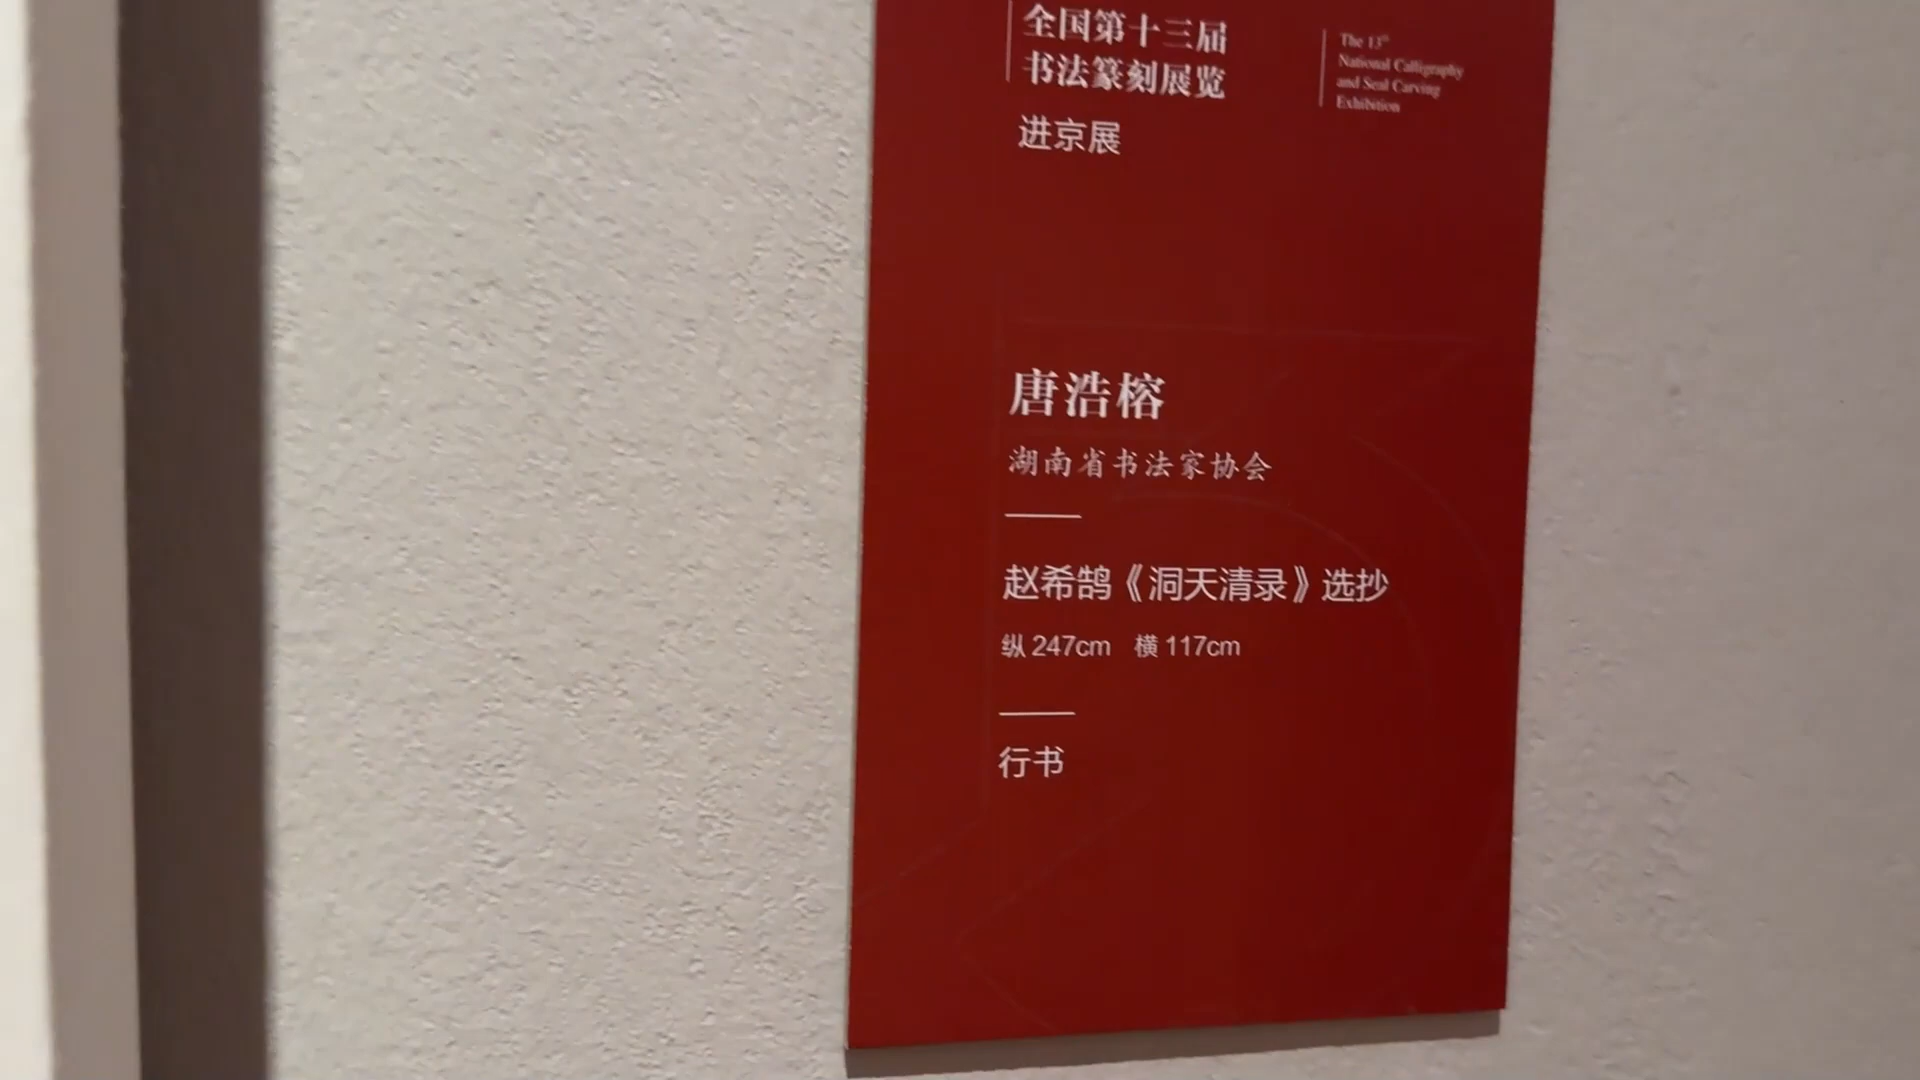 全国第十三届
书法篆刻展览
进京展
The 13th
National Calligraphy
and Seal Carving
Exhibition
唐浩榕
湖南省书法家协会
赵希鹄《洞天清录》选抄
纵 247cm 横 117cm
行书